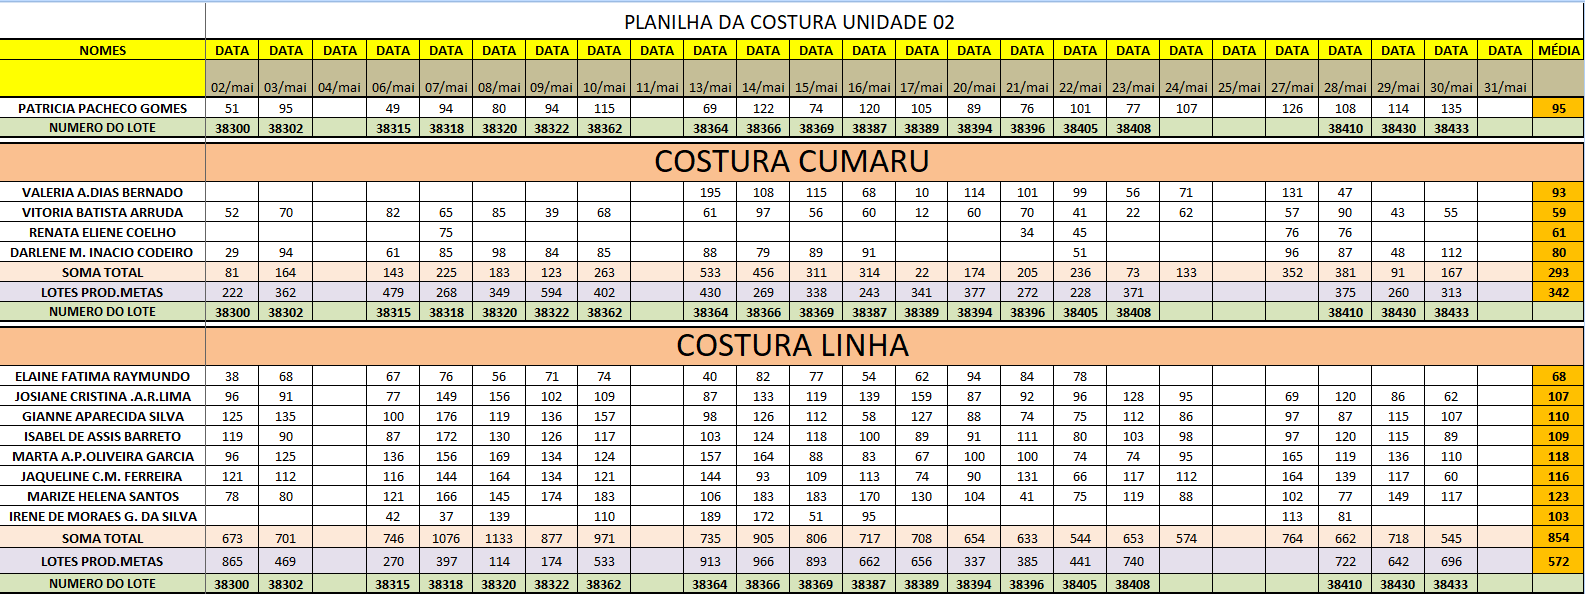 PLANILHA DA COSTURA UNIDADE 02
NOMES DATA DATA DATA DATA DATA DATA DATA DATA DATA DATA DATA DATA DATA DATA DATA DATA DATA DATA DATA DATA DATA DATA DATA DATA DATA MÉDIA
02/mai 03/mai 04/mai 06/mai 07/mai 08/mai 09/mai 10/mai 11/mai 13/mai 14/mai 15/mai 16/mai 17/mai 20/mai 21/mai 22/mai 23/mai 24/mai 25/mai 27/mai 28/mai 29/mai 30/mai 31/mai
PATRICIA PACHECO GOMES 51 95 49 94 80 94 115 69 122 74 120 105 89 76 101 77 107 126 108 114 135 95
NUMERO DO LOTE 38300 38302 38315 38318 38320 38322 38362 38364 38366 38369 38387 38389 38394 38396 38405 38408 38410 38430 38433
COSTURA CUMARU
VALERIA A.DIAS BERNADO 195 108 115 68 10 114 101 99 56 71 131 47 93
VITORIA BATISTA ARRUDA 52 70 82 65 85 39 68 61 97 56 60 12 60 70 41 22 62 57 90 43 55 59
RENATA ELIENE COELHO 75 34 45 76 76 61
DARLENE M. INACIO CODEIRO 29 94 61 85 98 84 85 88 79 89 91 51 96 87 48 112 80
SOMA TOTAL 81 164 143 225 183 123 263 533 456 311 314 22 174 205 236 73 133 352 381 91 167 293
LOTES PROD.METAS 222 362 479 268 349 594 402 430 269 338 243 341 377 272 228 371 375 260 313 342
NUMERO DO LOTE 38300 38302 38315 38318 38320 38322 38362 38364 38366 38369 38387 38389 38394 38396 38405 38408 38410 38430 38433
COSTURA LINHA
ELAINE FATIMA RAYMUNDO 38 68 67 76 56 71 74 40 82 77 54 62 94 84 78 68
JOSIANE CRISTINA .A.R.LIMA 96 91 77 149 156 102 109 87 133 119 139 159 87 92 96 128 95 69 120 86 62 107
GIANNE APARECIDA SILVA 125 135 100 176 119 136 157 98 126 112 58 127 88 74 75 112 86 97 87 115 107 110
ISABEL DE ASSIS BARRETO 119 90 87 172 130 126 117 103 124 118 100 89 91 111 80 103 98 97 120 115 89 109
MARTA A.P.OLIVEIRA GARCIA 96 125 136 156 169 134 124 157 164 88 83 67 100 100 74 74 95 165 119 136 110 118
JAQUELINE C.M. FERREIRA 121 112 116 144 164 134 121 144 93 109 113 74 90 131 66 117 112 164 139 117 60 116
MARIZE HELENA SANTOS 78 80 121 166 145 174 183 106 183 183 170 130 104 41 75 119 88 102 77 149 117 123
IRENE DE MORAES G. DA SILVA 42 37 139 110 189 172 51 95 113 81 103
SOMA TOTAL 673 701 746 1076 1133 877 971 735 905 806 717 708 654 633 544 653 574 764 662 718 545 854
LOTES PROD.METAS 865 469 270 397 114 174 533 913 966 893 662 656 337 385 441 740 722 642 696 572
NUMERO DO LOTE 38300 38302 38315 38318 38320 38322 38362 38364 38366 38369 38387 38389 38394 38396 38405 38408 38410 38430 38433